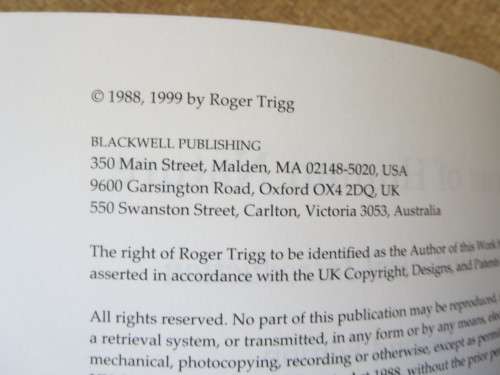 © 1988, 1999 by Roger Trigg
BLACKWELL PUBLISHING
350 Main Street, Malden, MA 02148-5020, USA
9600 Garsington Road, Oxford OX4 2DQ, UK
550 Swanston Street, Carlton, Victoria 3053, Australia
The right of Roger Trigg to be identified as the Author of this Work
asserted in accordance with the UK Copyright, Designs, and Patents
All rights reserved. No part of this publication may be reproduced,
a retrieval system, or transmitted, in any form or by any means,
mechanical, photocopying, recording or otherwise, except as
1988, without the prior